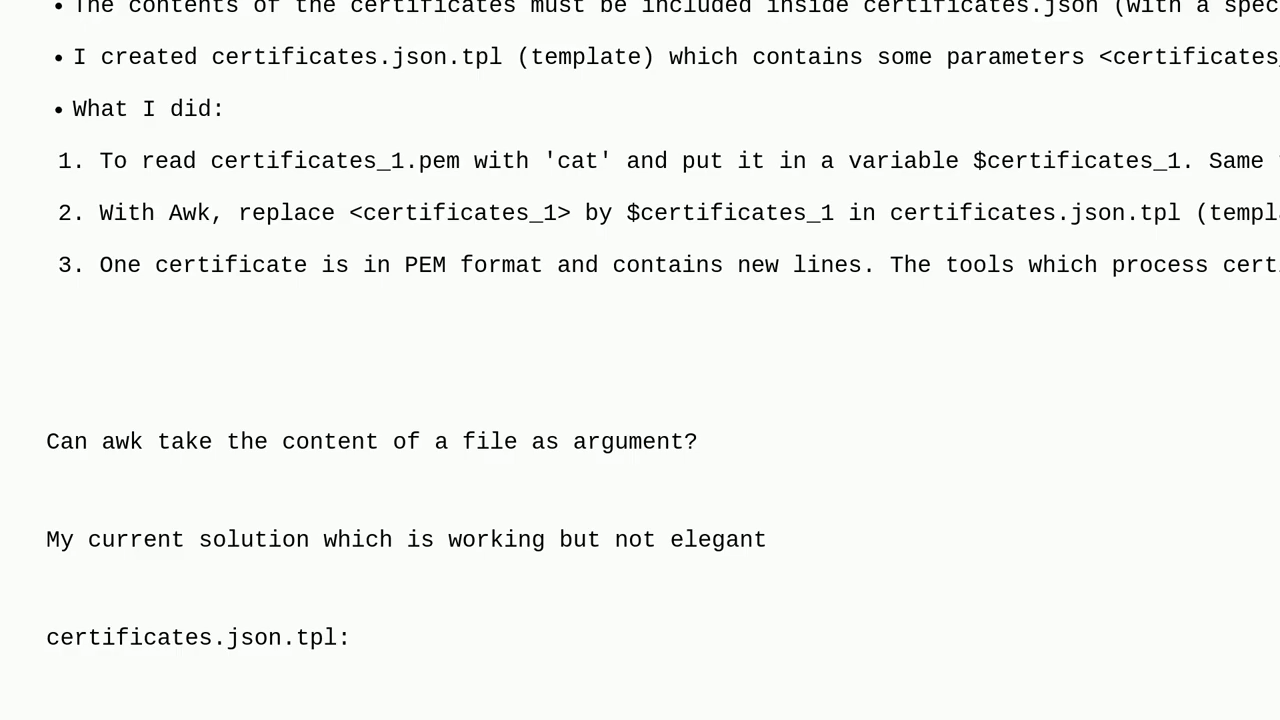 • The contents of the certificates must be included inside certificates.json (with a
• I created certificates.json.tpl (template) which contains some parameters <certificates_
• What I did:
1. To read certificates_1.pem with 'cat' and put it in a variable $certificates_1. Same
2. With Awk, replace <certificates_1> by $certificates_1 in certificates.json.tpl
3. One certificate is in PEM format and contains new lines. The tools which process
Can awk take the content of a file as argument?
My current solution which is working but not elegant
certificates.json.tpl: